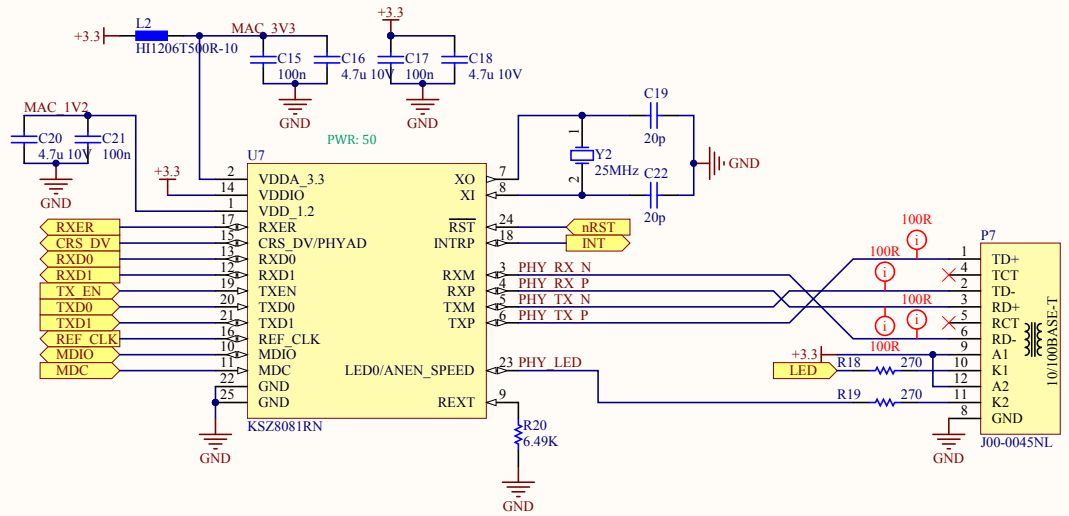 L2
+3.3
HI1206T500R-10
MAC_3V3
C15
100n
C16
4.7u 10V
GND
+3.3
C17
100n
C18
4.7u 10V
GND
MAC_1V2
C20
4.7u 10V
C21
100n
GND
+3.3
PWR: 50
U7
2 VDDA_3.3
14 VDDIO
1 VDD_1.2
RXER 17 RXER
CRS_DV 15 CRS_DV/PHYAD
RXD0 13 RXD0
RXD1 12 RXD1
TX_EN 19 TXEN
TXD0 20 TXD0
TXD1 21 TXD1
REF_CLK 16 REF_CLK
MDIO 10 MDIO
MDC 11 MDC
22 GND
25 GND
GND
KSZ8081RN
XO 7
XI 8
RST 24 nRST
INTRP 18 INT
RXM 3 PHY_RX_N
RXP 4 PHY_RX_P
TXM 5 PHY_TX_N
TXP 6 PHY_TX_P
LED0/ANEN_SPEED 23 PHY_LED
REXT 9
R20
6.49K
GND
C19
20p
1
Y2
25MHz
2
C22
20p
GND
100R
i
100R
i
i
100R
i
100R
+3.3
LED
R18 270
R19 270
P7
1 TD+
4 TCT
2 TD-
3 RD+
5 RCT
6 RD-
9 A1
10 K1
12 A2
11 K2
8 GND
10/100BASE-T
GND
J00-0045NL